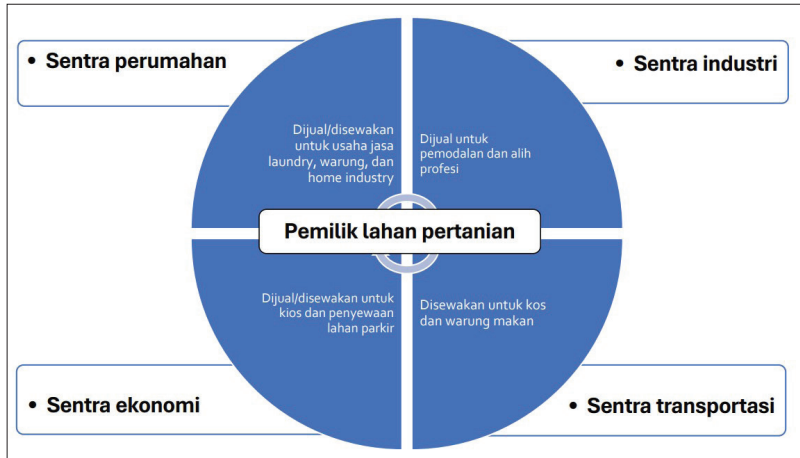 • Sentra perumahan
• Sentra industri
Dijual/disewakan
untuk usaha jasa
laundry, warung, dan
home industry
Dijual untuk
pemodalan dan alih
profesi
Pemilik lahan pertanian
Dijual/disewakan untuk
kios dan penyewaan
lahan parkir
Disewakan untuk kos
dan warung makan
• Sentra ekonomi
• Sentra transportasi